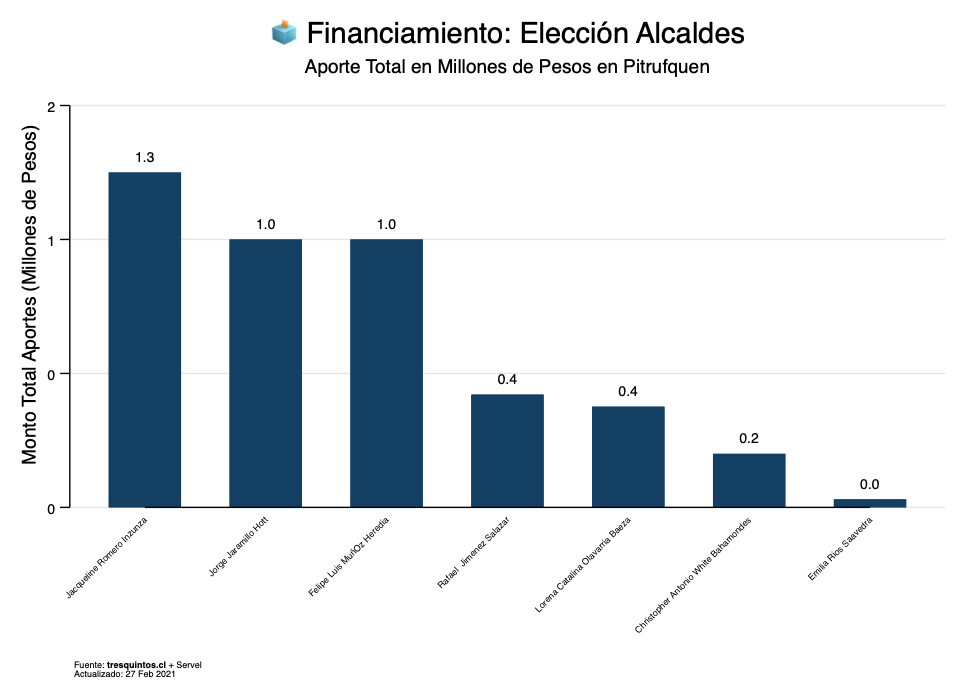 Financiamiento: Elección Alcaldes
Aporte Total en Millones de Pesos en Pitrufquen
Monto Total Aportes (Millones de Pesos)
2
1
0
0
1.3
1.0
1.0
0.4
0.4
0.2
0.0
Jacqueline Romero Inzunza
Jorge Jaramillo Hott
Felipe Luis MuñOz Heredia
Rafael Jimenez Salazar
Lorena Catalina Olavarria Baeza
Christopher Antonio White Bahamondes
Emilia Rios Saavedra
Fuente: tresquintos.cl + Servel
Actualizado: 27 Feb 2021